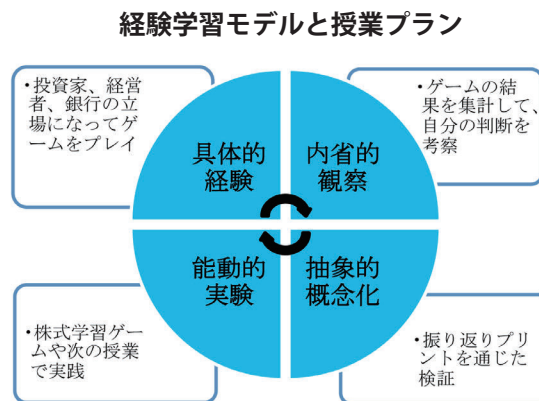 経験学習モデルと授業プラン
・投資家、経営
者、銀行の立
場になってゲ
ームをプレイ
・ゲームの結
果を集計して、
自分の判断を
考察
具体的
経験
内省的
観察
能動的
実験
抽象的
概念化
・株式学習ゲー
ムや次の授業
で実践
・振り返りプリ
ントを通じた
検証